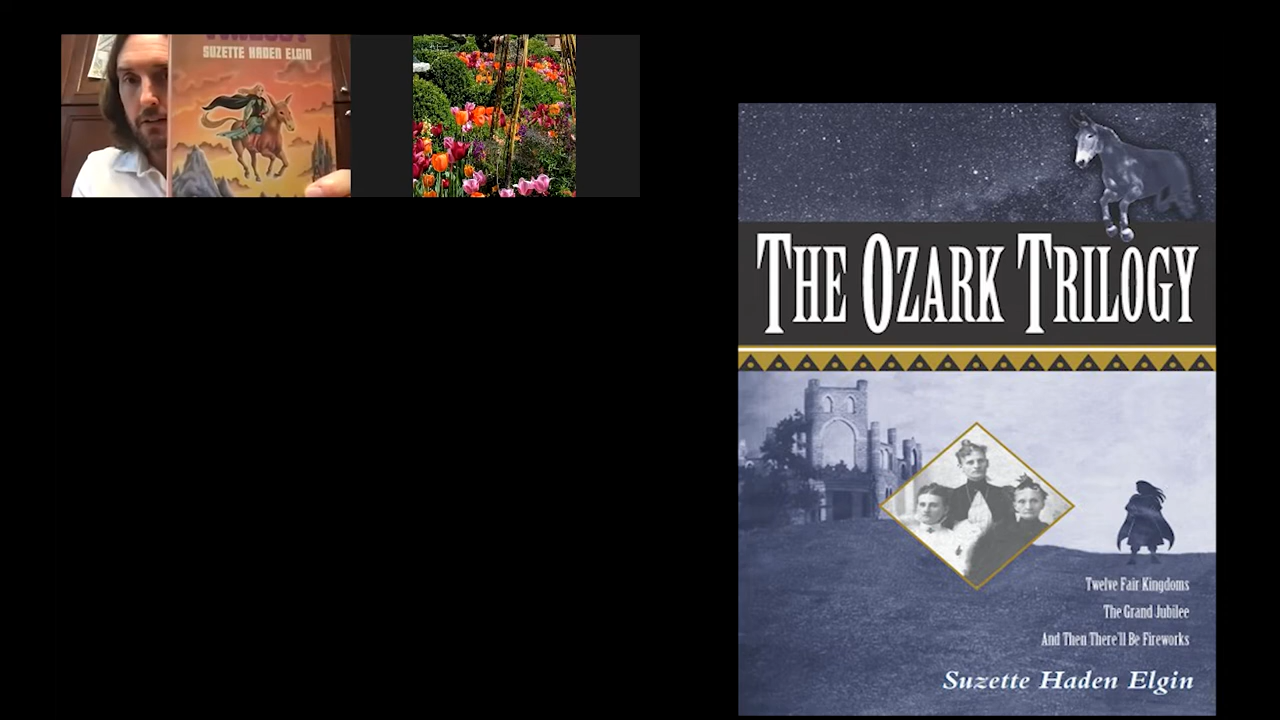 SUZETTE HADEN ELGIN
THE OZARK TRILOGY
Twelve Fair Kingdoms
The Grand Jubilee
And Then There'll Be Fireworks
Suzette Haden Elgin